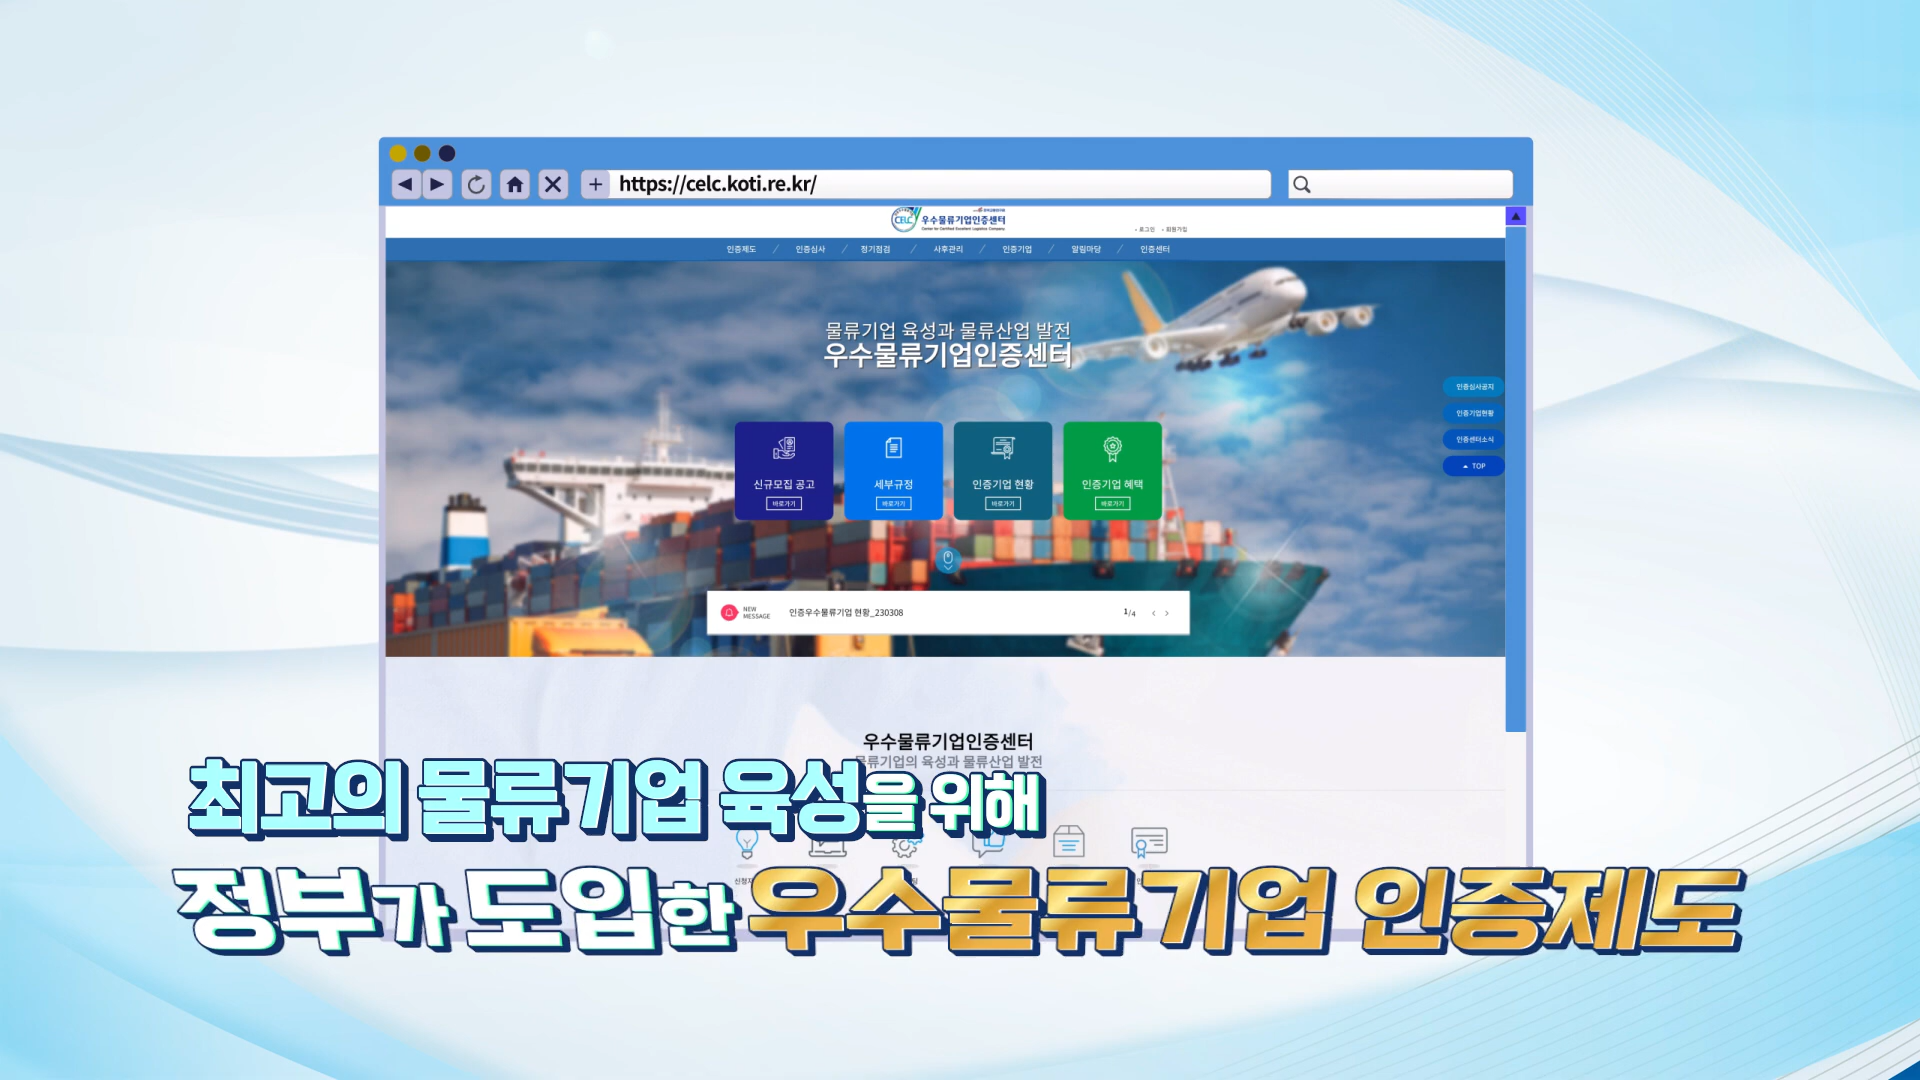 https://celc.koti.re.kr/
CELC 우수물류기업인증센터
Center for Certified Excellent Logistics Company
로그인 회원가입
인증제도 / 인증심사 / 정기점검 / 사후관리 / 인증기업 / 알림마당 / 인증센터
물류기업 육성과 물류산업 발전
우수물류기업인증센터
인증심사공지
인증기업현황
인증센터소식
TOP
신규모집 공고 세부규정 인증기업 현황 인증기업 혜택
바로가기 바로가기 바로가기 바로가기
NEW
MESSAGE
인증우수물류기업 현황_230308
1/4
우수물류기업인증센터
물류기업의 육성과 물류산업 발전
최고의 물류기업 육성을 위해
정부가 도입한 우수물류기업 인증제도